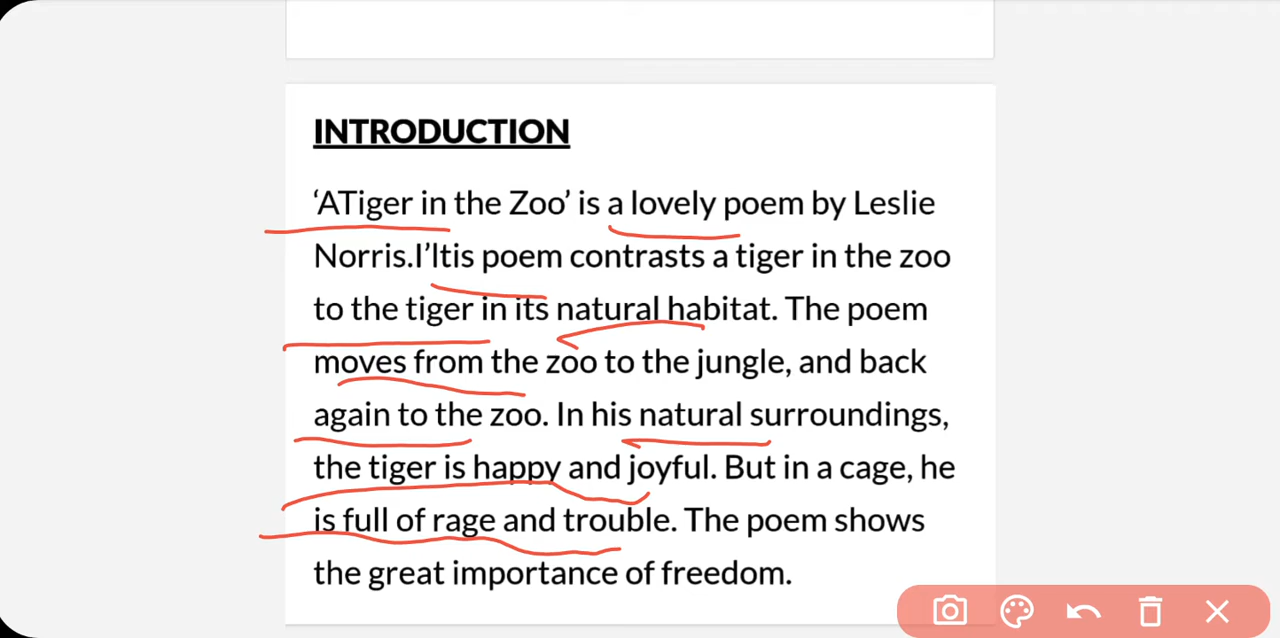 INTRODUCTION
‘ATiger in the Zoo’ is a lovely poem by Leslie
Norris.I’Itis poem contrasts a tiger in the zoo
to the tiger in its natural habitat. The poem
moves from the zoo to the jungle, and back
again to the zoo. In his natural surroundings,
the tiger is happy and joyful. But in a cage, he
is full of rage and trouble. The poem shows
the great importance of freedom.